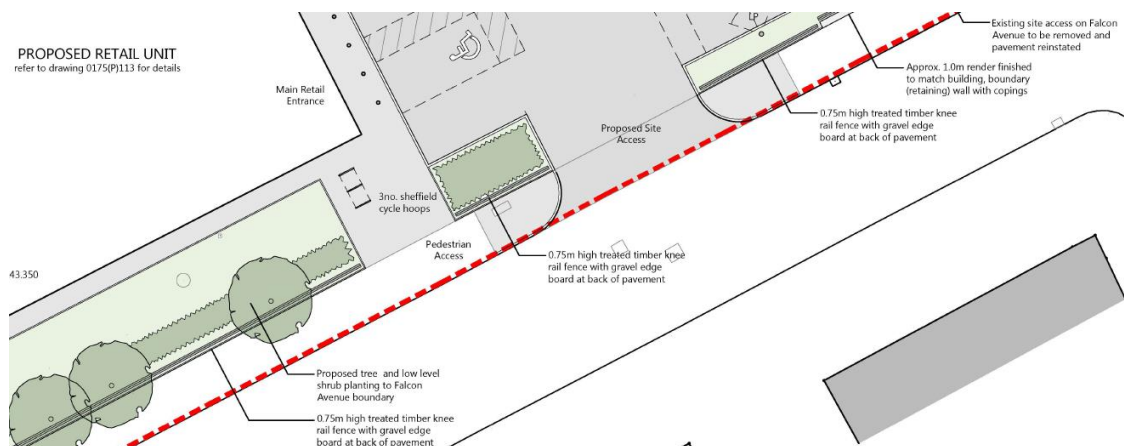 PROPOSED RETAIL UNIT
refer to drawing 0175(P)113 for details
Main Retail
Entrance
3no. sheffield
cycle hoops
Pedestrian
Access
Proposed Site
Access
LP
Existing site access on Falcon
Avenue to be removed and
pavement reinstated
Approx. 1.0m render finished
to match building, boundary
(retaining) wall with copings
0.75m high treated timber knee
rail fence with gravel edge
board at back of pavement
0.75m high treated timber knee
rail fence with gravel edge
board at back of pavement
43.350
Proposed tree and low level
shrub planting to Falcon
Avenue boundary
0.75m high treated timber knee
rail fence with gravel edge
board at back of pavement